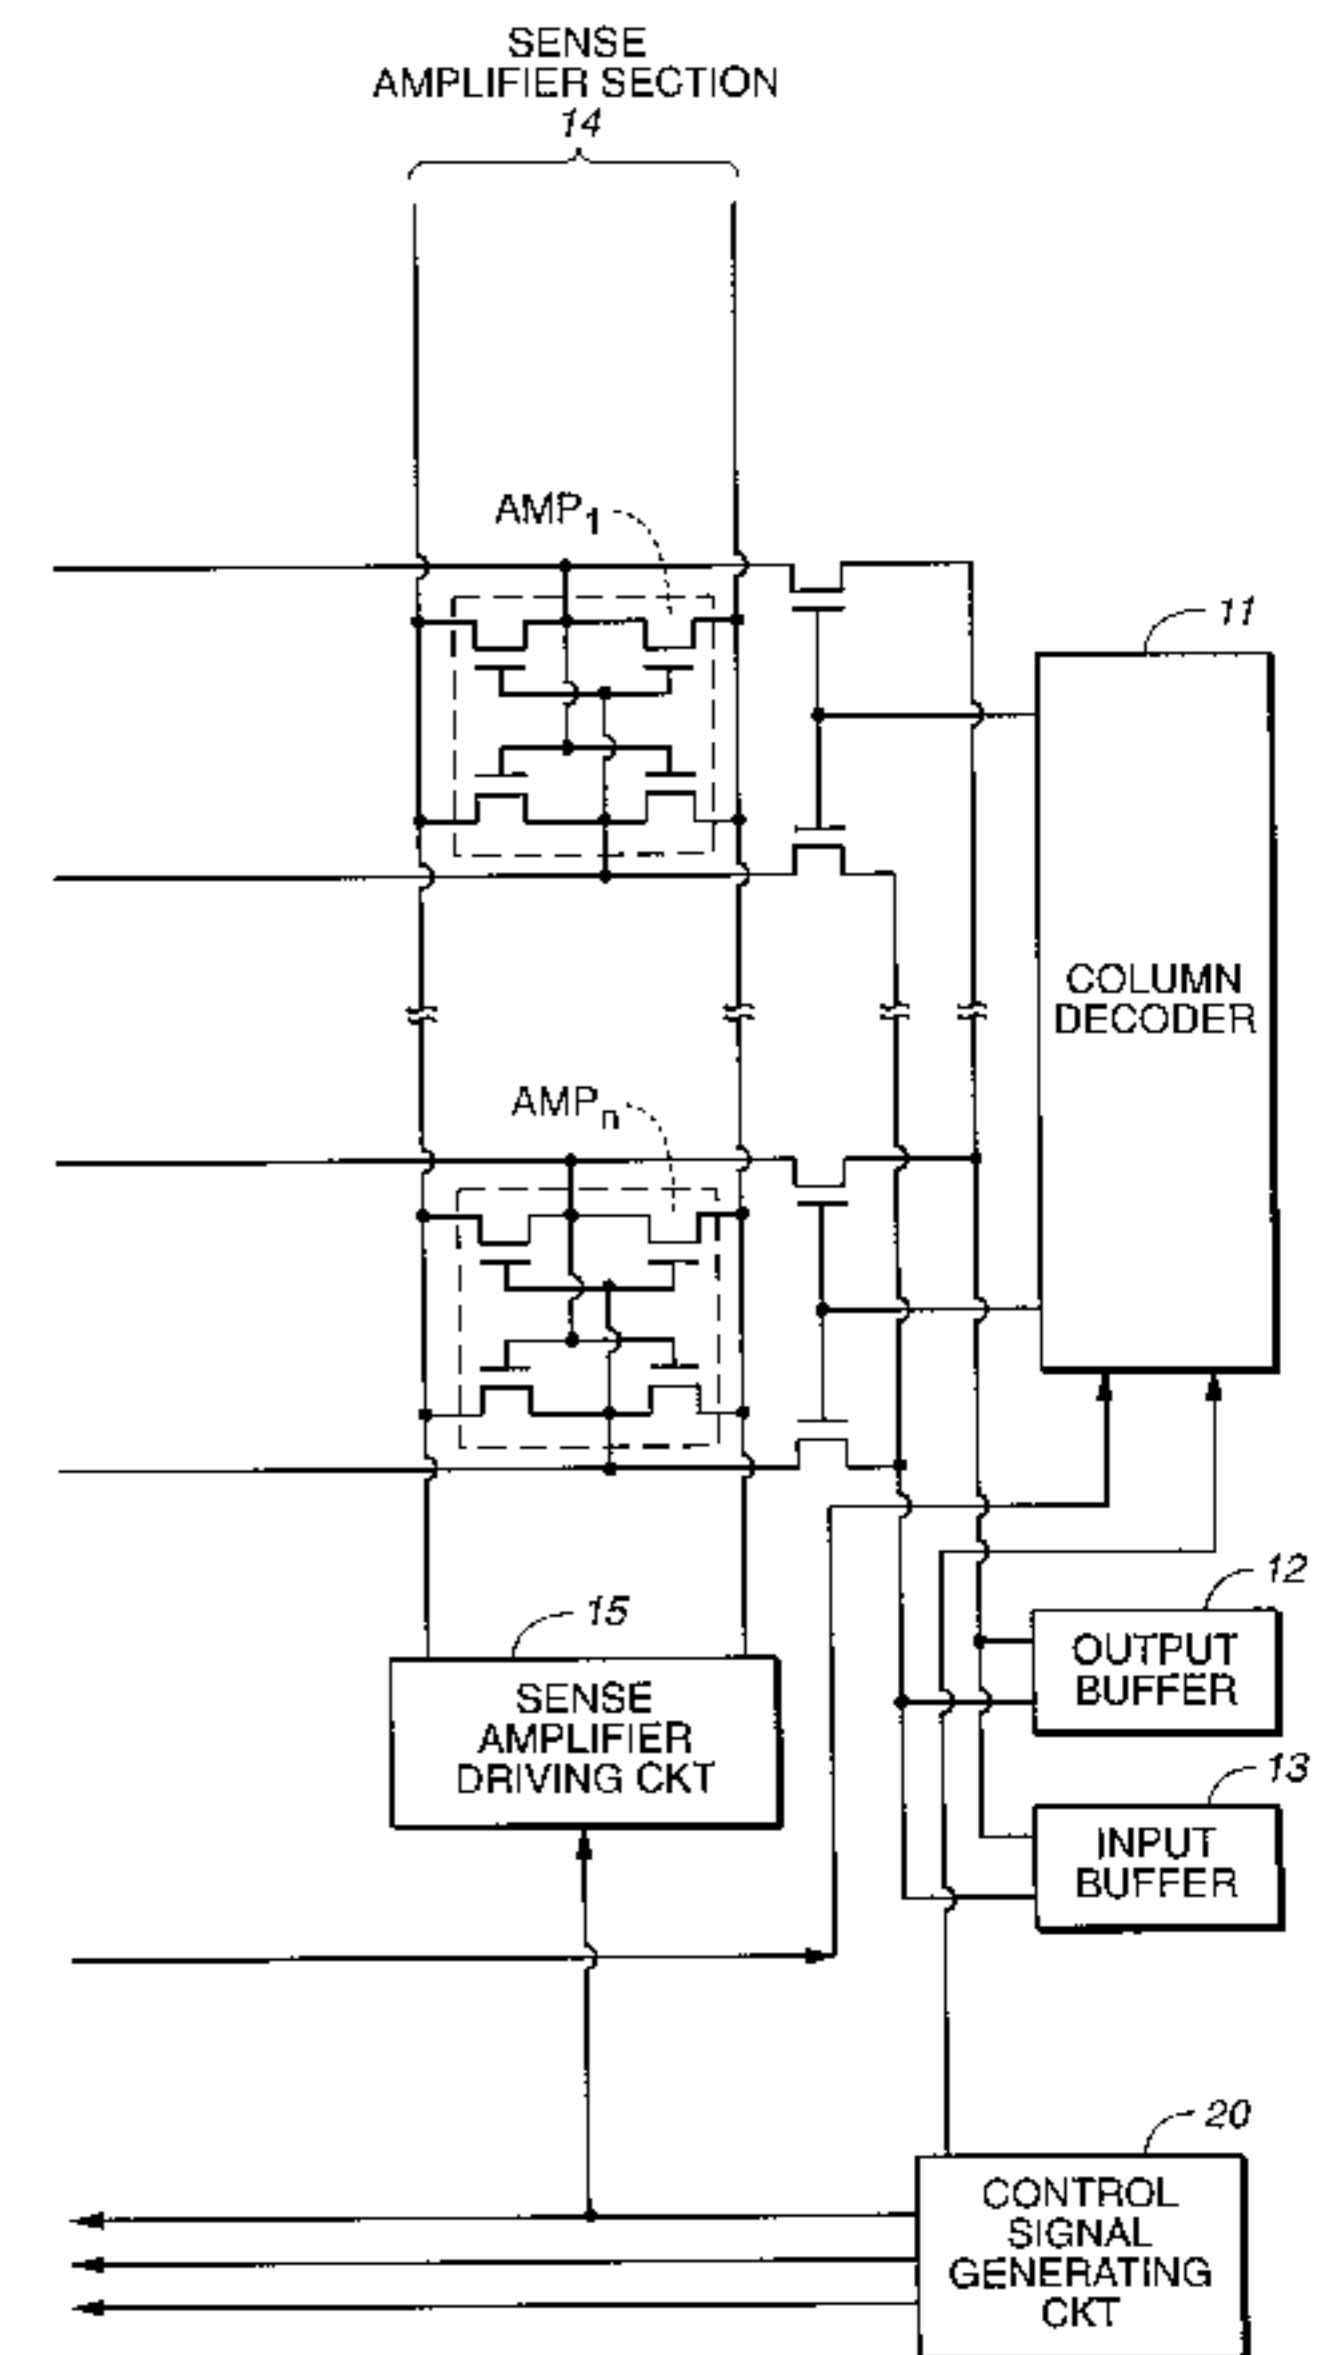 SENSE
AMPLIFIER SECTION
14
AMP1
11
COLUMN
DECODER
AMPn
12
OUTPUT
BUFFER
15
SENSE
AMPLIFIER
DRIVING CKT
13
INPUT
BUFFER
20
CONTROL
SIGNAL
GENERATING
CKT